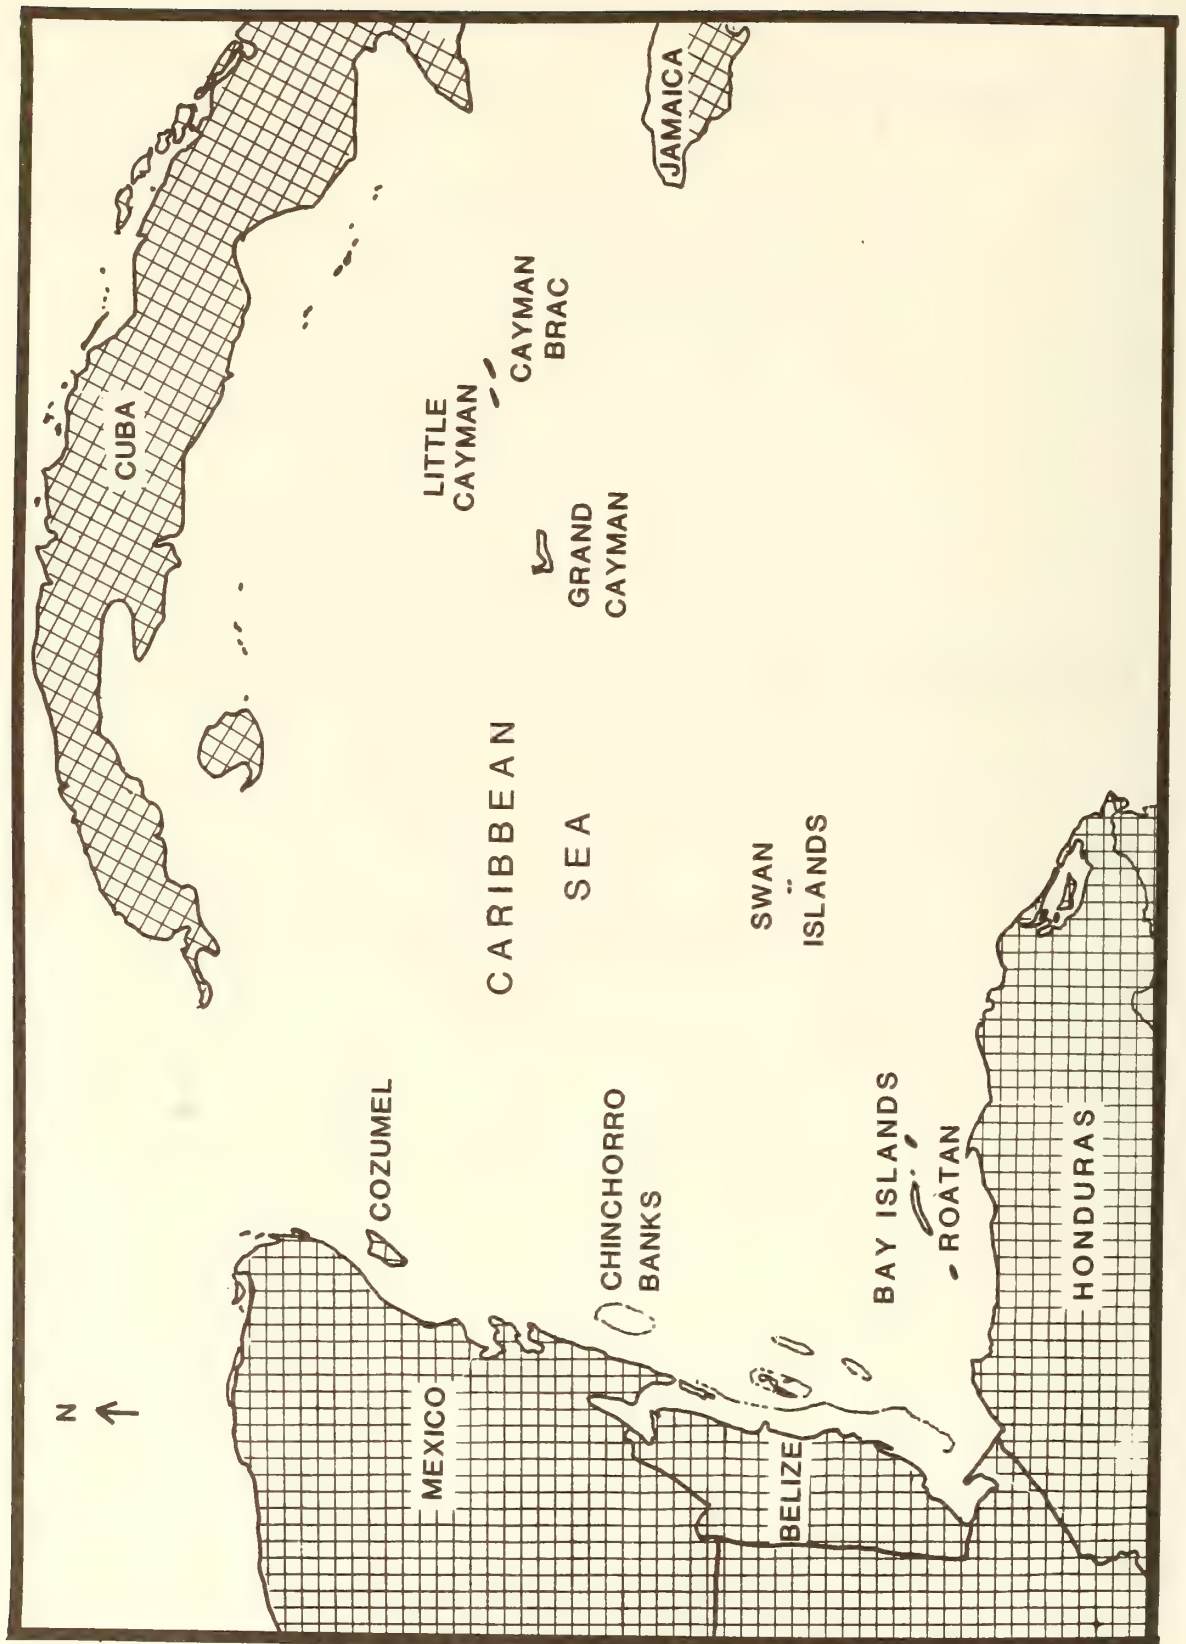 N
CUBA
JAMAICA
LITTLE
CAYMAN
CAYMAN
BRAC
GRAND
CAYMAN
CARIBBEAN
SEA
COZUMEL
MEXICO
CHINCHORRO
BANKS
SWAN
ISLANDS
BELIZE
BAY ISLANDS
ROATAN
HONDURAS